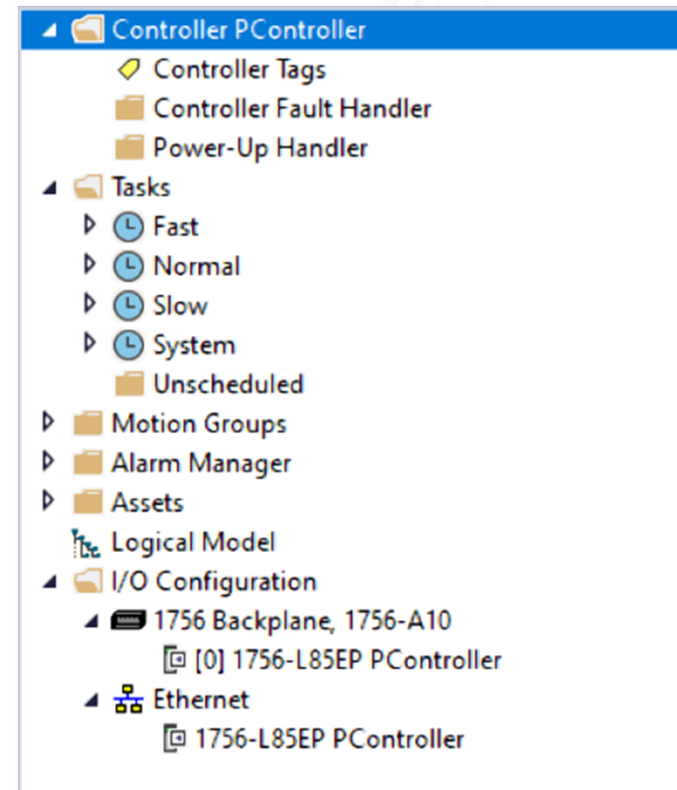 Controller PController
Controller Tags
Controller Fault Handler
Power-Up Handler
Tasks
Fast
Normal
Slow
System
Unscheduled
Motion Groups
Alarm Manager
Assets
Logical Model
I/O Configuration
1756 Backplane, 1756-A10
[0] 1756-L85EP PController
Ethernet
1756-L85EP PController